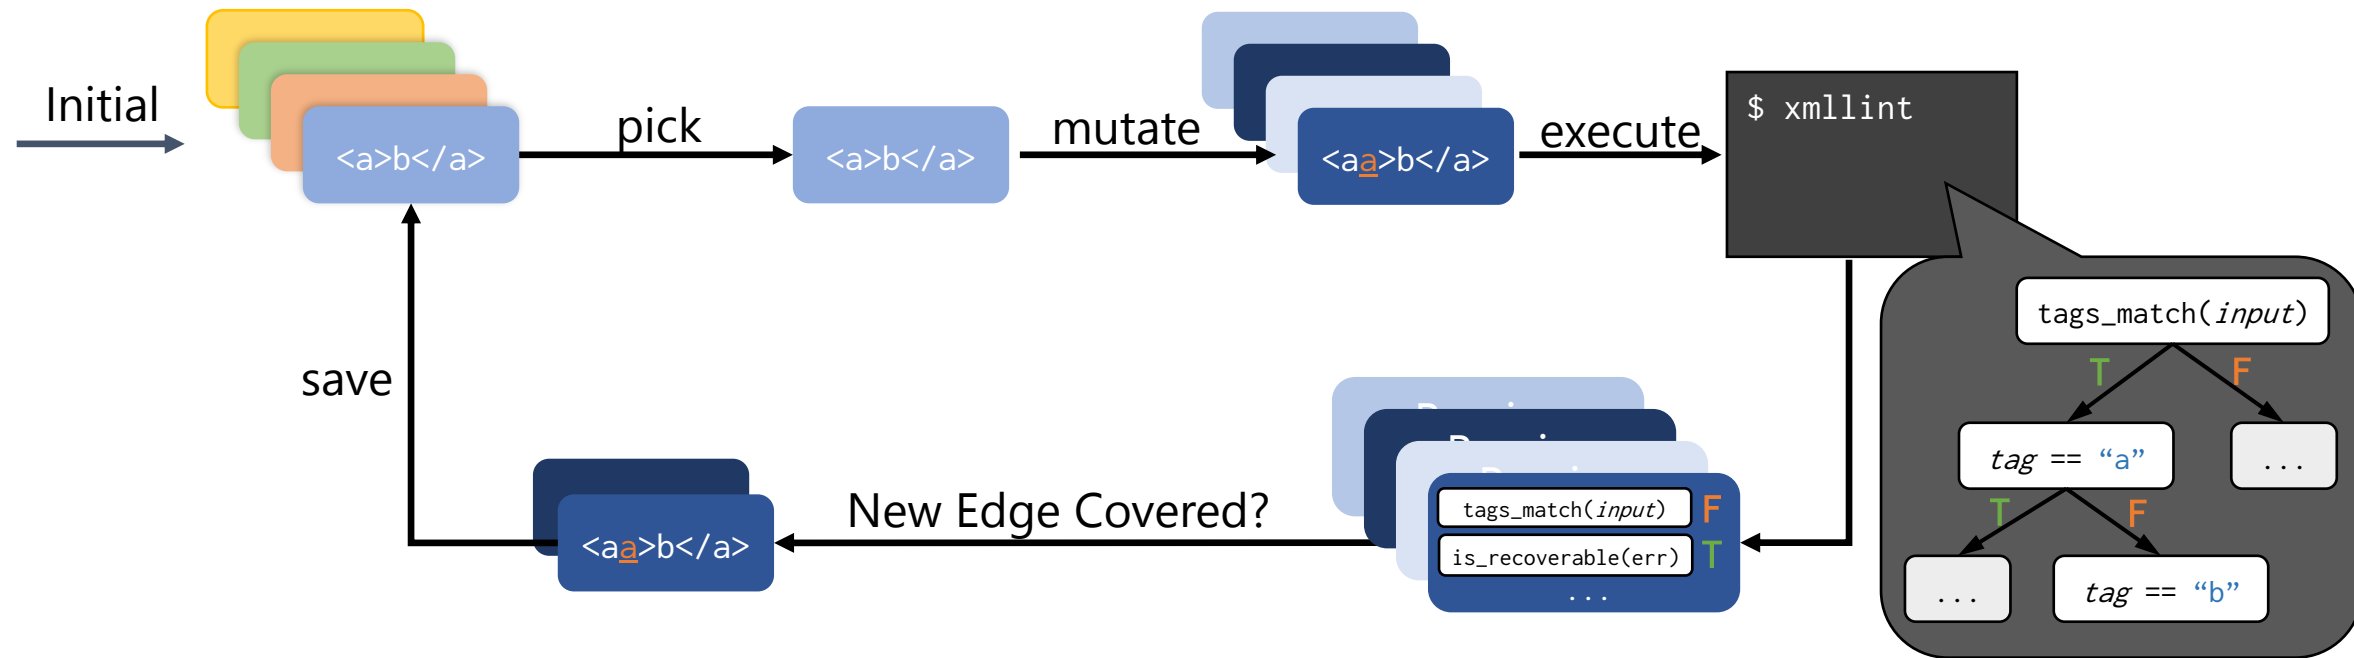 Initial
<a>b</a>
pick
<a>b</a>
mutate
<aa>b</a>
execute
$ xmllint
tags_match(input)
T
F
tag == "a"
...
T
F
...
tag == "b"
tags_match(input) F
is_recoverable(err) T
...
New Edge Covered?
<aa>b</a>
save